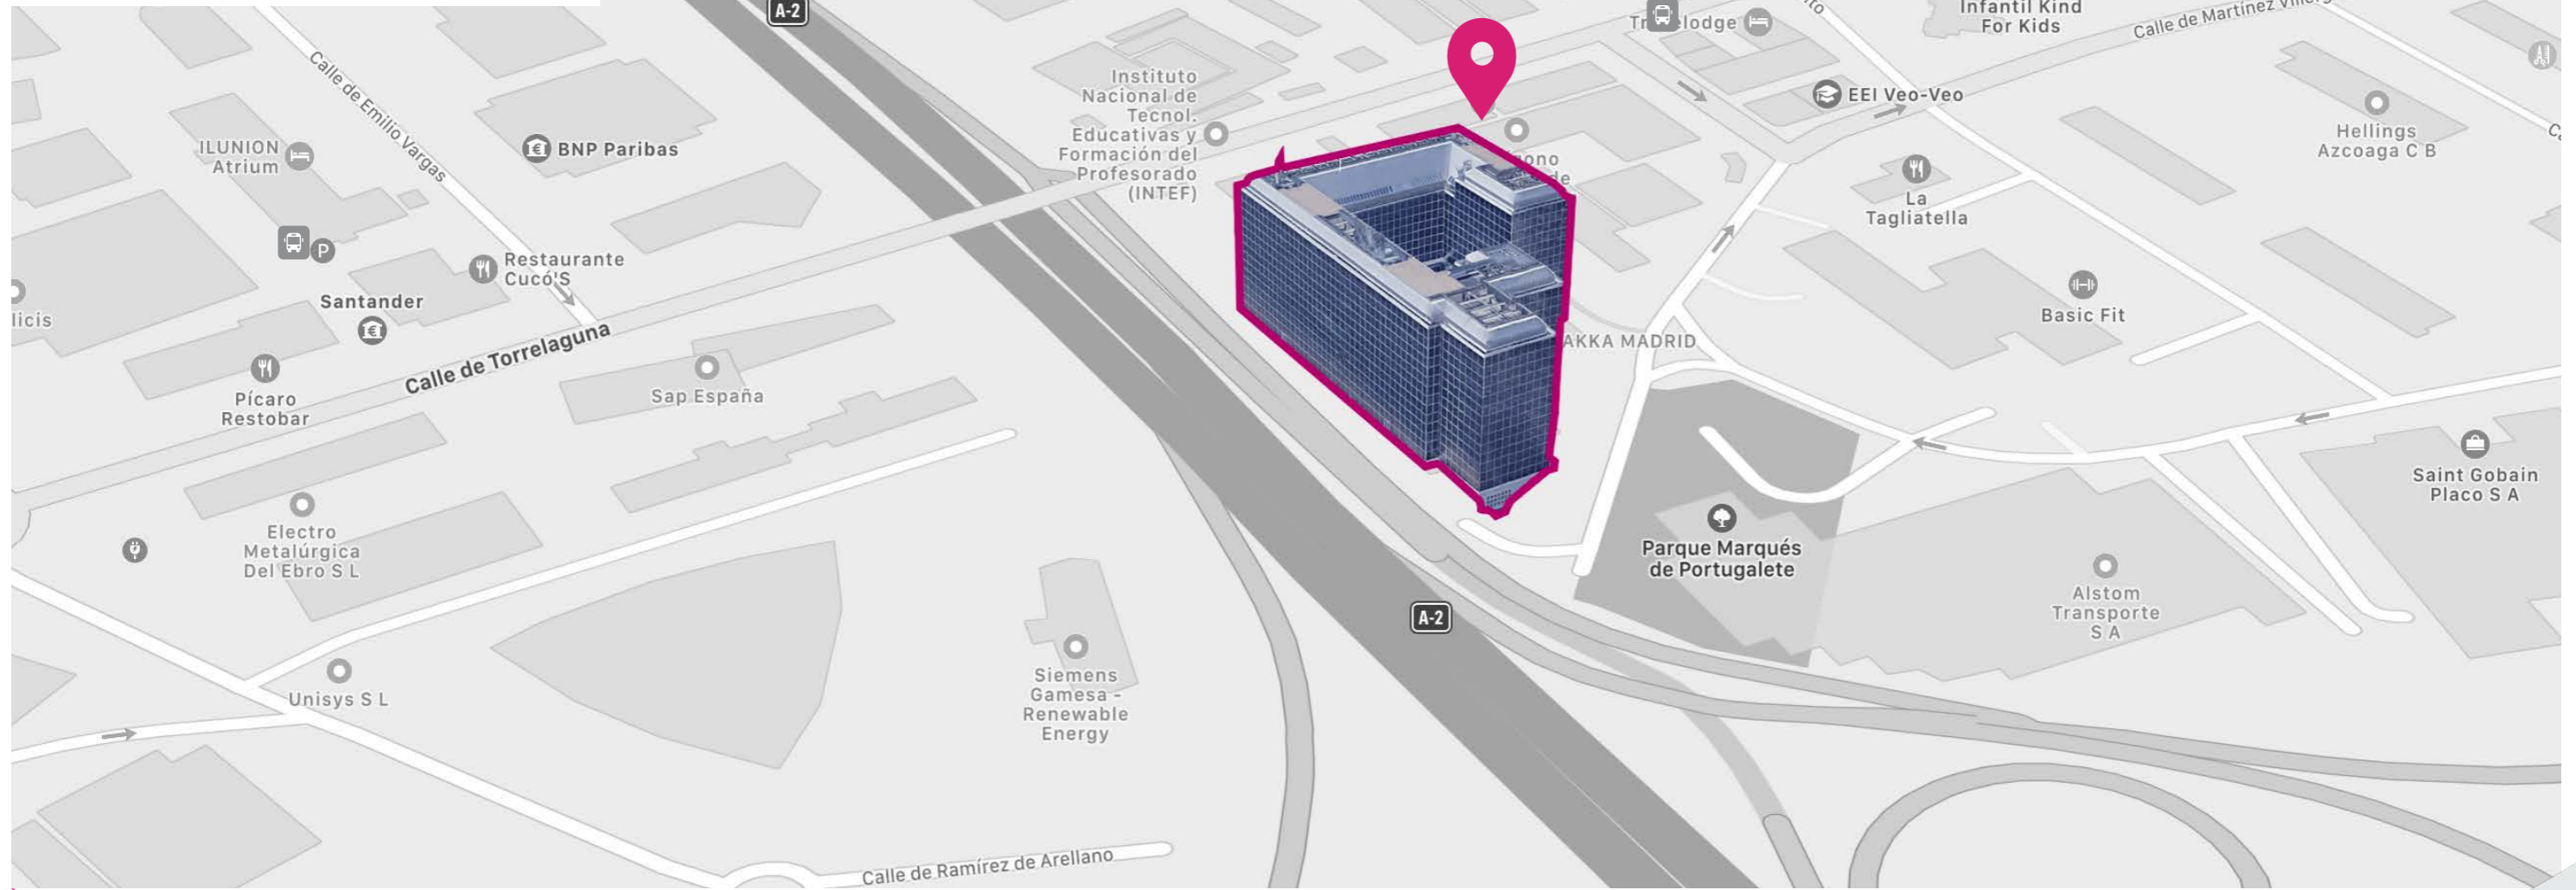 A-2
Infantil Kind
For Kids
Calle de Emilio Vargas
Instituto
Nacional de
Tecnol.
Educativas y
Formación del
Profesorado
(INTEF)
EEI Veo-Veo
ILUNION
Atrium
BNP Paribas
Hellings
Azcoaga C B
La
Tagliatella
P
Restaurante
Cucó'S
Santander
Basic Fit
AKKA MADRID
Calle de Torrelaguna
Pícaro
Restobar
Sap España
Saint Gobain
Placo S A
Electro
Metalúrgica
Del Ebro S L
Parque Marqués
de Portugalete
A-2
Alstom
Transporte
S A
Unisys S L
Siemens
Gamesa -
Renewable
Energy
Calle de Ramírez de Arellano
Calle de Martínez